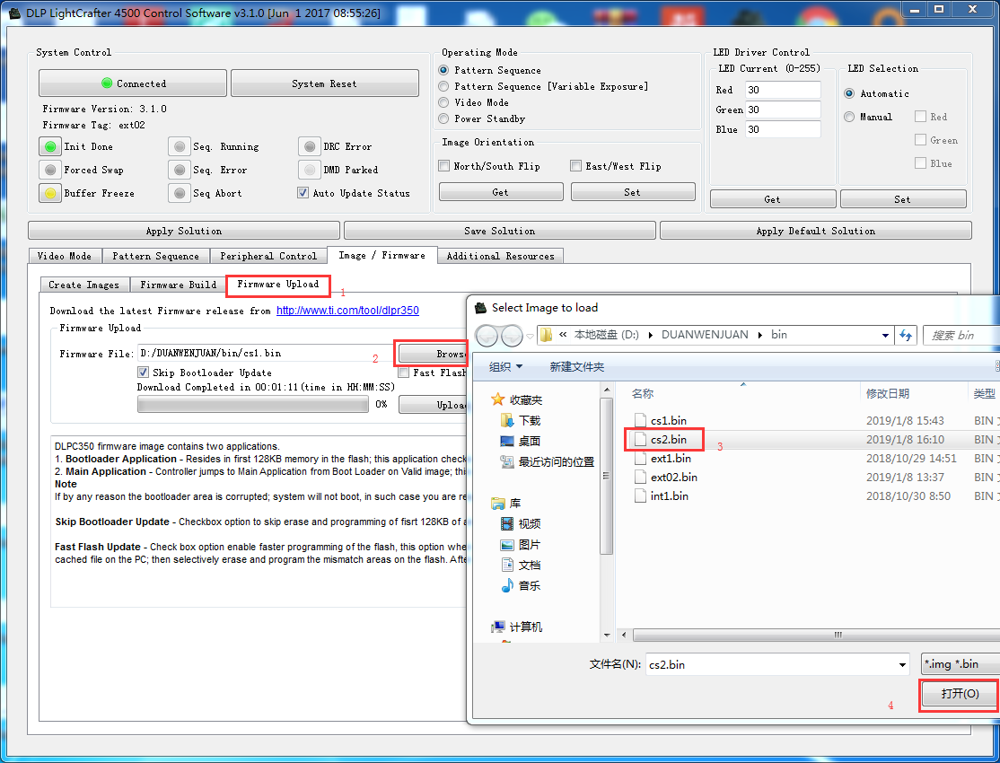 DLP LightCrafter 4500 Control Software v3.1.0 [Jun 1 2017 08:55:26]
System Control
Connected
System Reset
Firmware Version: 3.1.0
Firmware Tag: ext02
Init Done
Seq. Running
DRC Error
Forced Swap
Seq. Error
DMD Parked
Buffer Freeze
Seq Abort
Auto Update Status
Operating Mode
Pattern Sequence
Pattern Sequence [Variable Exposure]
Video Mode
Power Standby
Image Orientation
North/South Flip
East/West Flip
Get
Set
LED Driver Control
LED Current (0-255)
Red 30
Green 30
Blue 30
LED Selection
Automatic
Manual
Red
Green
Blue
Get
Set
Apply Solution
Save Solution
Apply Default Solution
Video Mode
Pattern Sequence
Peripheral Control
Image / Firmware
Additional Resources
Create Images
Firmware Build
Firmware Upload
1
Download the latest Firmware release from http://www.ti.com/tool/dlpr350
Firmware Upload
Firmware File: D:/DUANWENJUAN/bin/cs1.bin
2
Browse
Skip Bootloader Update
Fast Flash
Download Completed in 00:01:11(time in HH:MM:SS)
0%
Upload
DLPC350 firmware image contains two applications.
1. Bootloader Application - Resides in first 128KB memory in the flash; this application check
2. Main Application - Controller jumps to Main Application from Boot Loader on Valid image; this
Note
If by any reason the bootloader area is corrupted; system will not boot, in such case you are re
Skip Bootloader Update - Checkbox option to skip erase and programming of fisrt 128KB of a
Fast Flash Update - Check box option enable faster programming of the flash, this option whe
cached file on the PC; then selectively erase and program the mismatch areas on the flash. Afte
Select Image to load
« 本地磁盘 (D:) DUANWENJUAN bin
搜索 bin
组织
新建文件夹
收藏夹
下载
桌面
最近访问的位置
库
视频
图片
文档
音乐
计算机
名称
修改日期
类型
cs1.bin 2019/1/8 15:43 BIN
cs2.bin 2019/1/8 16:10 BIN
3
ext1.bin 2018/10/29 14:51 BIN
ext02.bin 2019/1/8 13:37 BIN
int1.bin 2018/10/30 8:50 BIN
文件名(N): cs2.bin
*.img *.bin
4
打开(O)